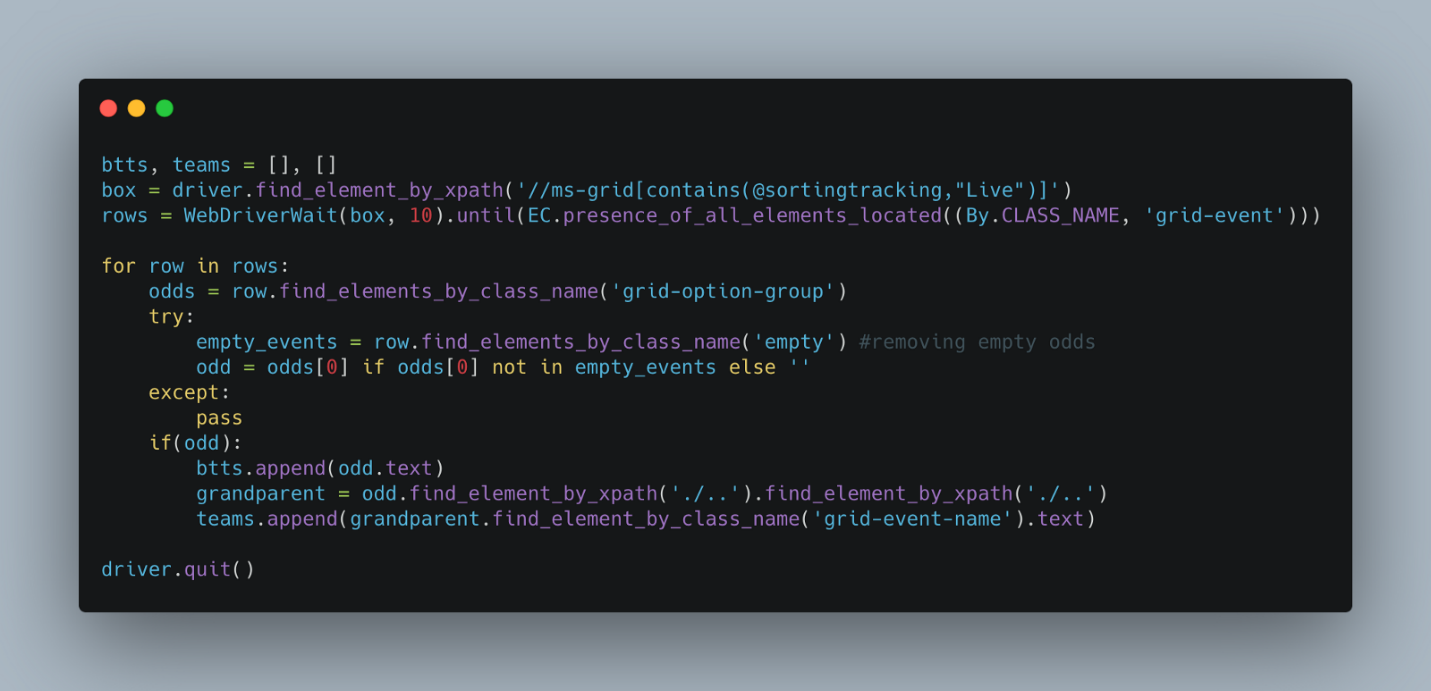 btts, teams = [], []
box = driver.find_element_by_xpath('//ms-grid[contains(@sortingtracking,"Live")]')
rows = WebDriverWait(box, 10).until(EC.presence_of_all_elements_located((By.CLASS_NAME, 'grid-event')))

for row in rows:
    odds = row.find_elements_by_class_name('grid-option-group')
    try:
        empty_events = row.find_elements_by_class_name('empty') #removing empty odds
        odd = odds[0] if odds[0] not in empty_events else ''
    except:
        pass
    if(odd):
        btts.append(odd.text)
        grandparent = odd.find_element_by_xpath('./..').find_element_by_xpath('./..')
        teams.append(grandparent.find_element_by_class_name('grid-event-name').text)

driver.quit()